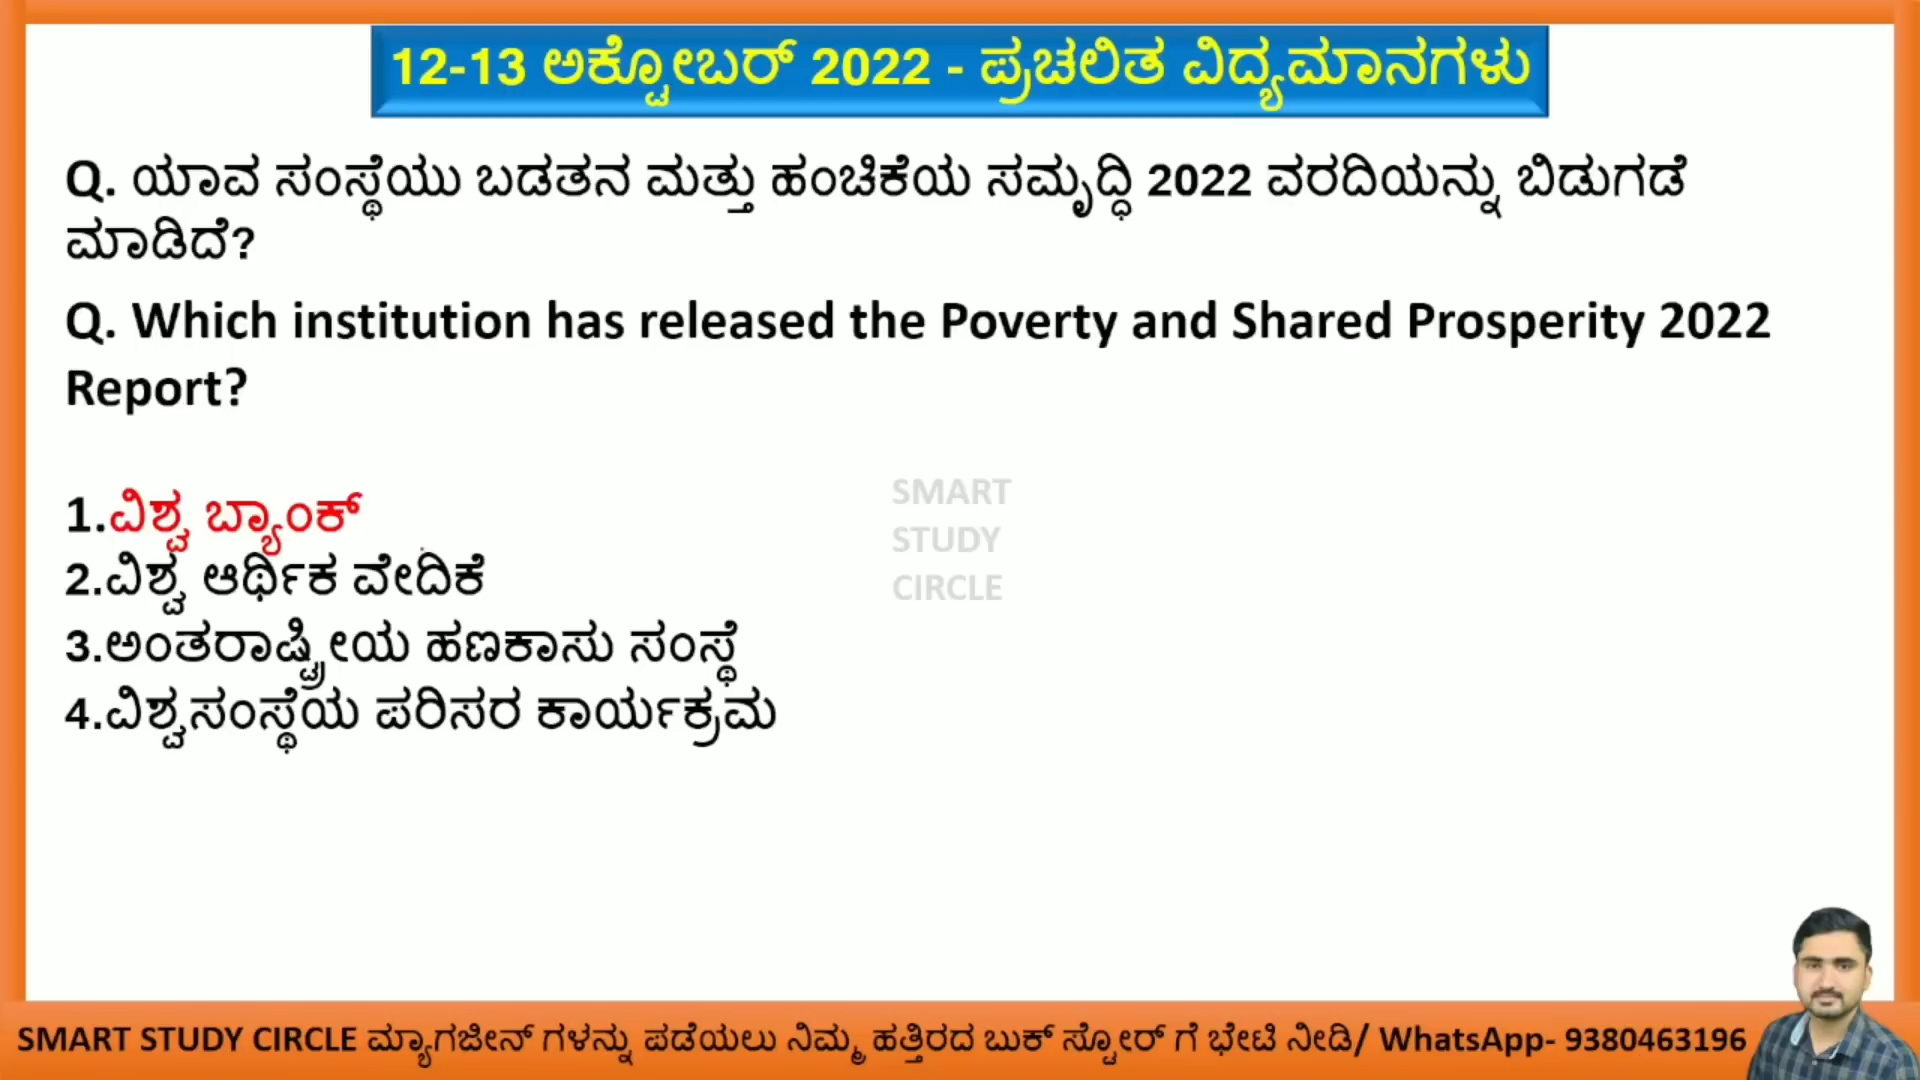 12-13 ಅಕ್ಟೋಬರ್ 2022 - ಪ್ರಚಲಿತ ವಿದ್ಯಮಾನಗಳು
Q. ಯಾವ ಸಂಸ್ಥೆಯು ಬಡತನ ಮತ್ತು ಹಂಚಿಕೆಯ ಸಮೃದ್ಧಿ 2022 ವರದಿಯನ್ನು ಬಿಡುಗಡೆ
ಮಾಡಿದೆ?
Q. Which institution has released the Poverty and Shared Prosperity 2022
Report?
1.ವಿಶ್ವ ಬ್ಯಾಂಕ್
2.ವಿಶ್ವ ಆರ್ಥಿಕ ವೇದಿಕೆ
3.ಅಂತರಾಷ್ಟ್ರೀಯ ಹಣಕಾಸು ಸಂಸ್ಥೆ
4.ವಿಶ್ವಸಂಸ್ಥೆಯ ಪರಿಸರ ಕಾರ್ಯಕ್ರಮ
SMART
STUDY
CIRCLE
SMART STUDY CIRCLE ಮ್ಯಾಗಜೀನ್ ಗಳನ್ನು ಪಡೆಯಲು ನಿಮ್ಮ ಹತ್ತಿರದ ಬುಕ್ ಸ್ಟೋರ್ ಗೆ ಭೇಟಿ ನೀಡಿ/ WhatsApp- 9380463196